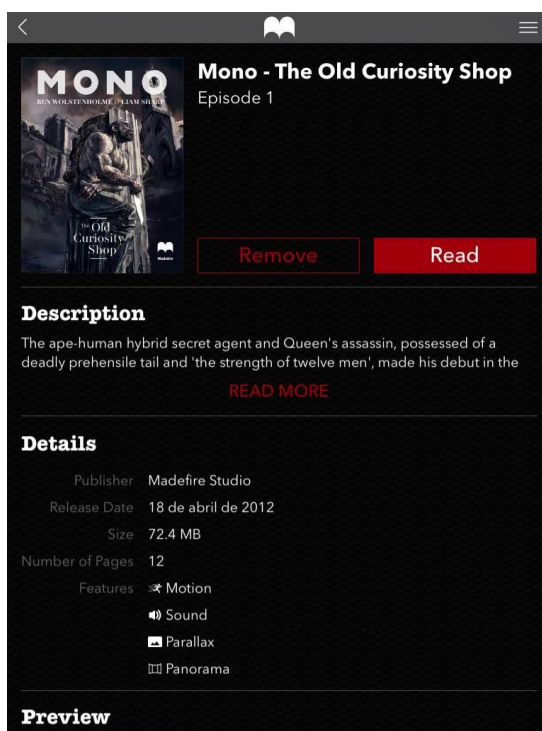 MONO
BEN WOLSTENHOLME // LIAM SHARP
The Old
Curiosity
Shop
Madefire
Mono - The Old Curiosity Shop
Episode 1
Remove
Read
Description
The ape-human hybrid secret agent and Queen's assassin, possessed of a
deadly prehensile tail and 'the strength of twelve men', made his debut in the
READ MORE
Details
Publisher Madefire Studio
Release Date 18 de abril de 2012
Size 72.4 MB
Number of Pages 12
Features Motion
Sound
Parallax
Panorama
Preview